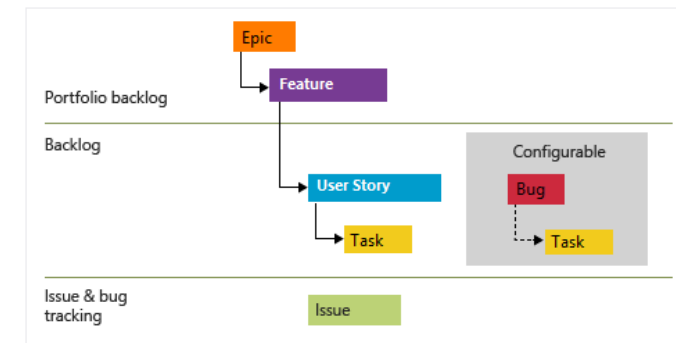 Epic
Feature
Portfolio backlog
Backlog
Configurable
User Story
Bug
Task
Task
Issue & bug
tracking
Issue